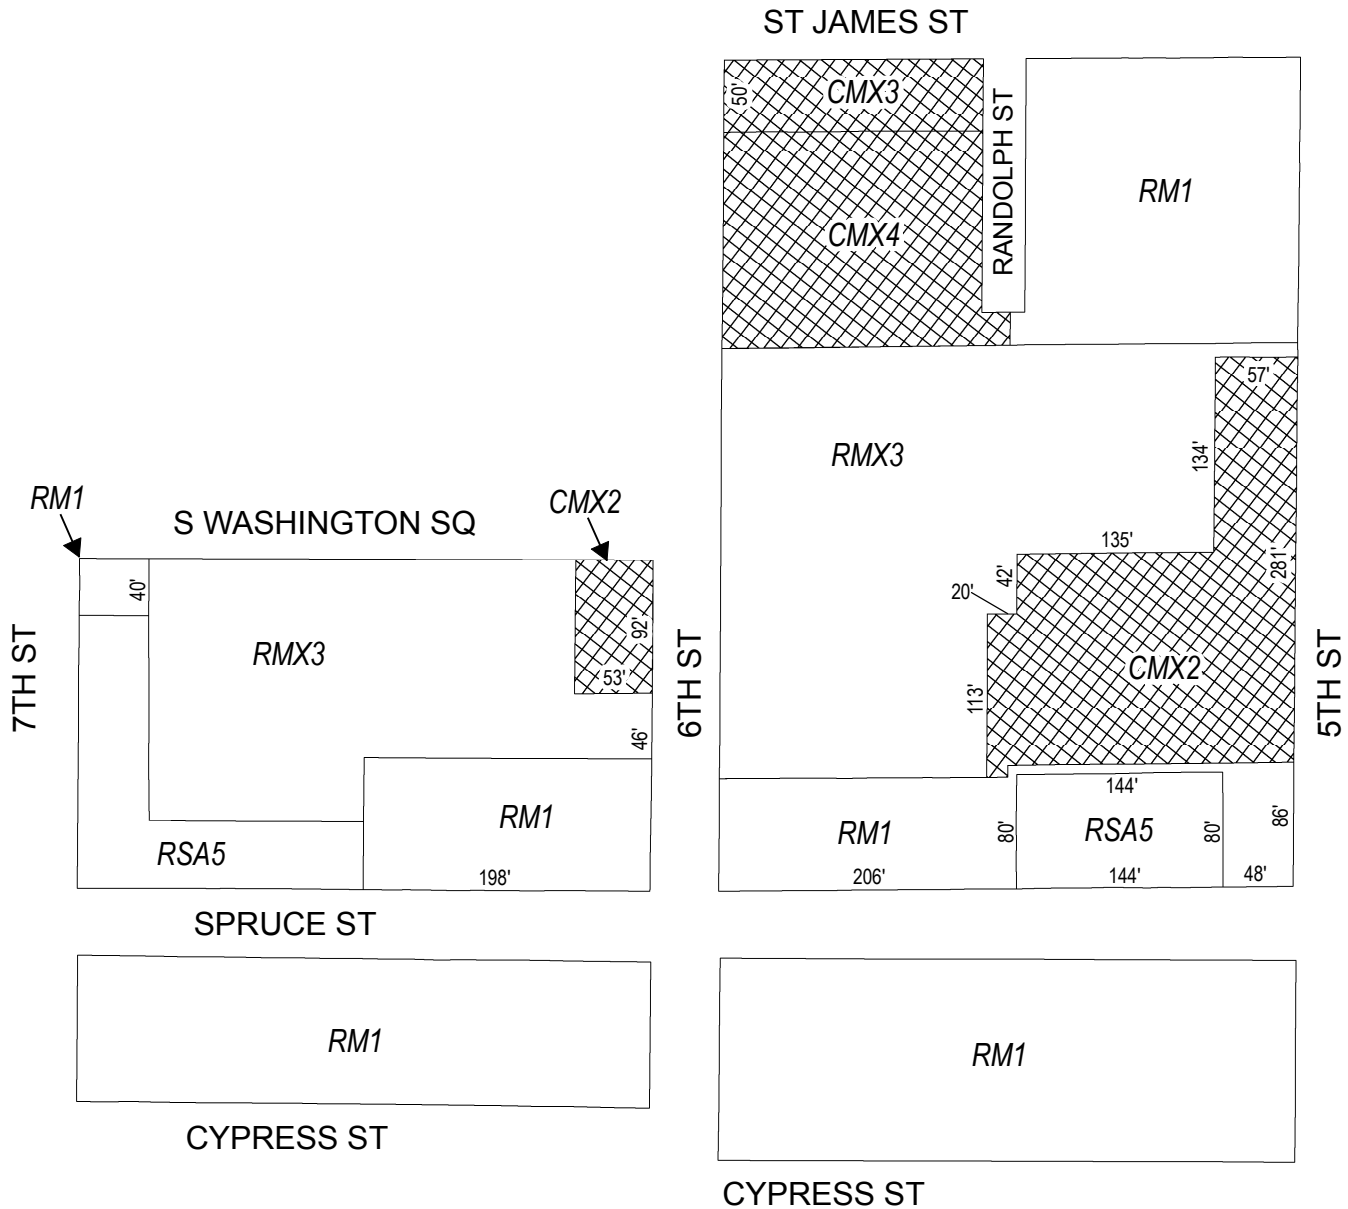 ST JAMES ST
50'
CMX3
RANDOLPH ST
RM1
CMX4
57'
RMX3
134'
RM1
CMX2
S WASHINGTON SQ
135'
281'
40'
42'
20'
7TH ST
RMX3
92'
6TH ST
5TH ST
53'
CMX2
113'
46'
144'
RM1
RM1
80'
RSA5
80'
86'
RSA5
198'
206'
144'
48'
SPRUCE ST
RM1
RM1
CYPRESS ST
CYPRESS ST